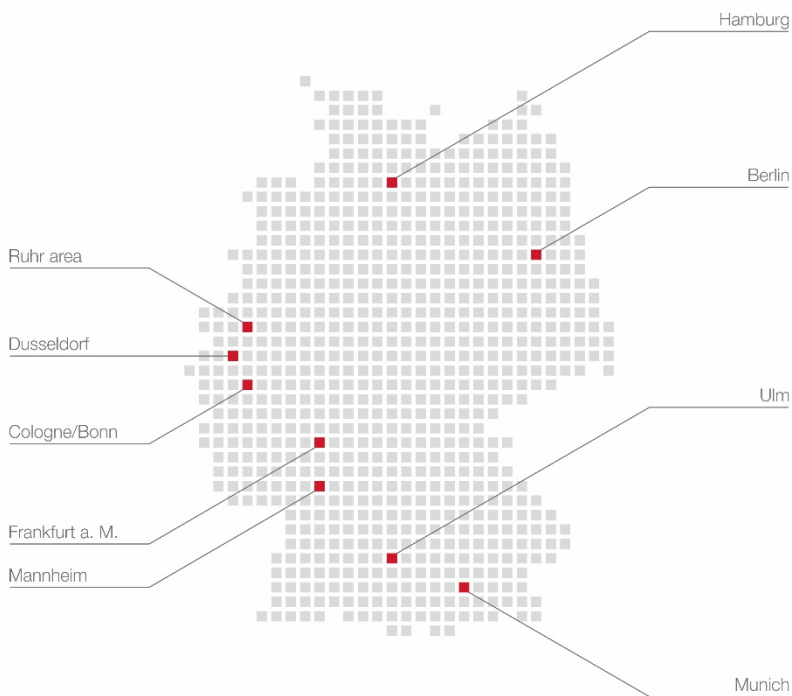 Hamburg
Berlin
Ruhr area
Dusseldorf
Ulm
Cologne/Bonn
Frankfurt a. M.
Mannheim
Munich